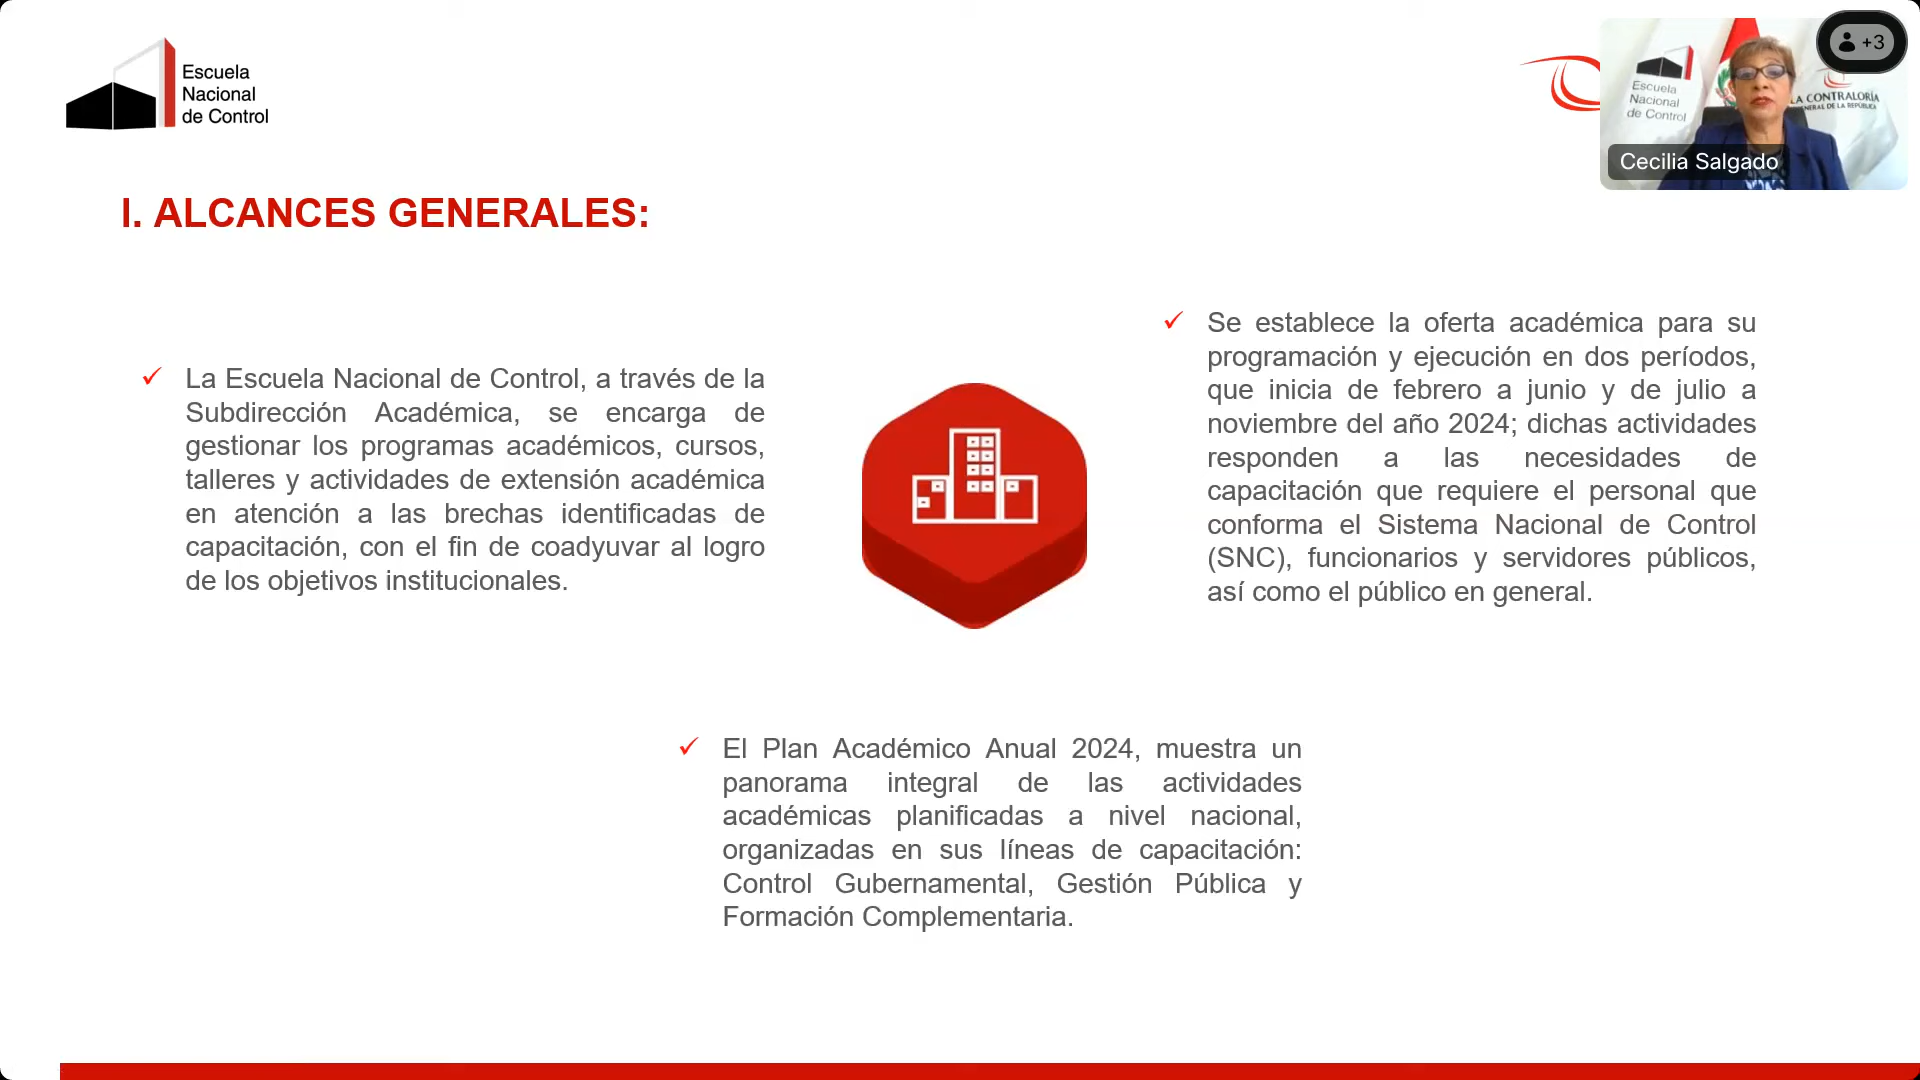 Escuela
Nacional
de Control
+3
Escuela
Nacional
de Control
LA CONTRALORÍA
GENERAL DE LA REPÚBLICA
Cecilia Salgado
I. ALCANCES GENERALES:
✓ La Escuela Nacional de Control, a través de la
Subdirección Académica, se encarga de
gestionar los programas académicos, cursos,
talleres y actividades de extensión académica
en atención a las brechas identificadas de
capacitación, con el fin de coadyuvar al logro
de los objetivos institucionales.
✓ Se establece la oferta académica para su
programación y ejecución en dos períodos,
que inicia de febrero a junio y de julio a
noviembre del año 2024; dichas actividades
responden a las necesidades de
capacitación que requiere el personal que
conforma el Sistema Nacional de Control
(SNC), funcionarios y servidores públicos,
así como el público en general.
✓ El Plan Académico Anual 2024, muestra un
panorama integral de las actividades
académicas planificadas a nivel nacional,
organizadas en sus líneas de capacitación:
Control Gubernamental, Gestión Pública y
Formación Complementaria.